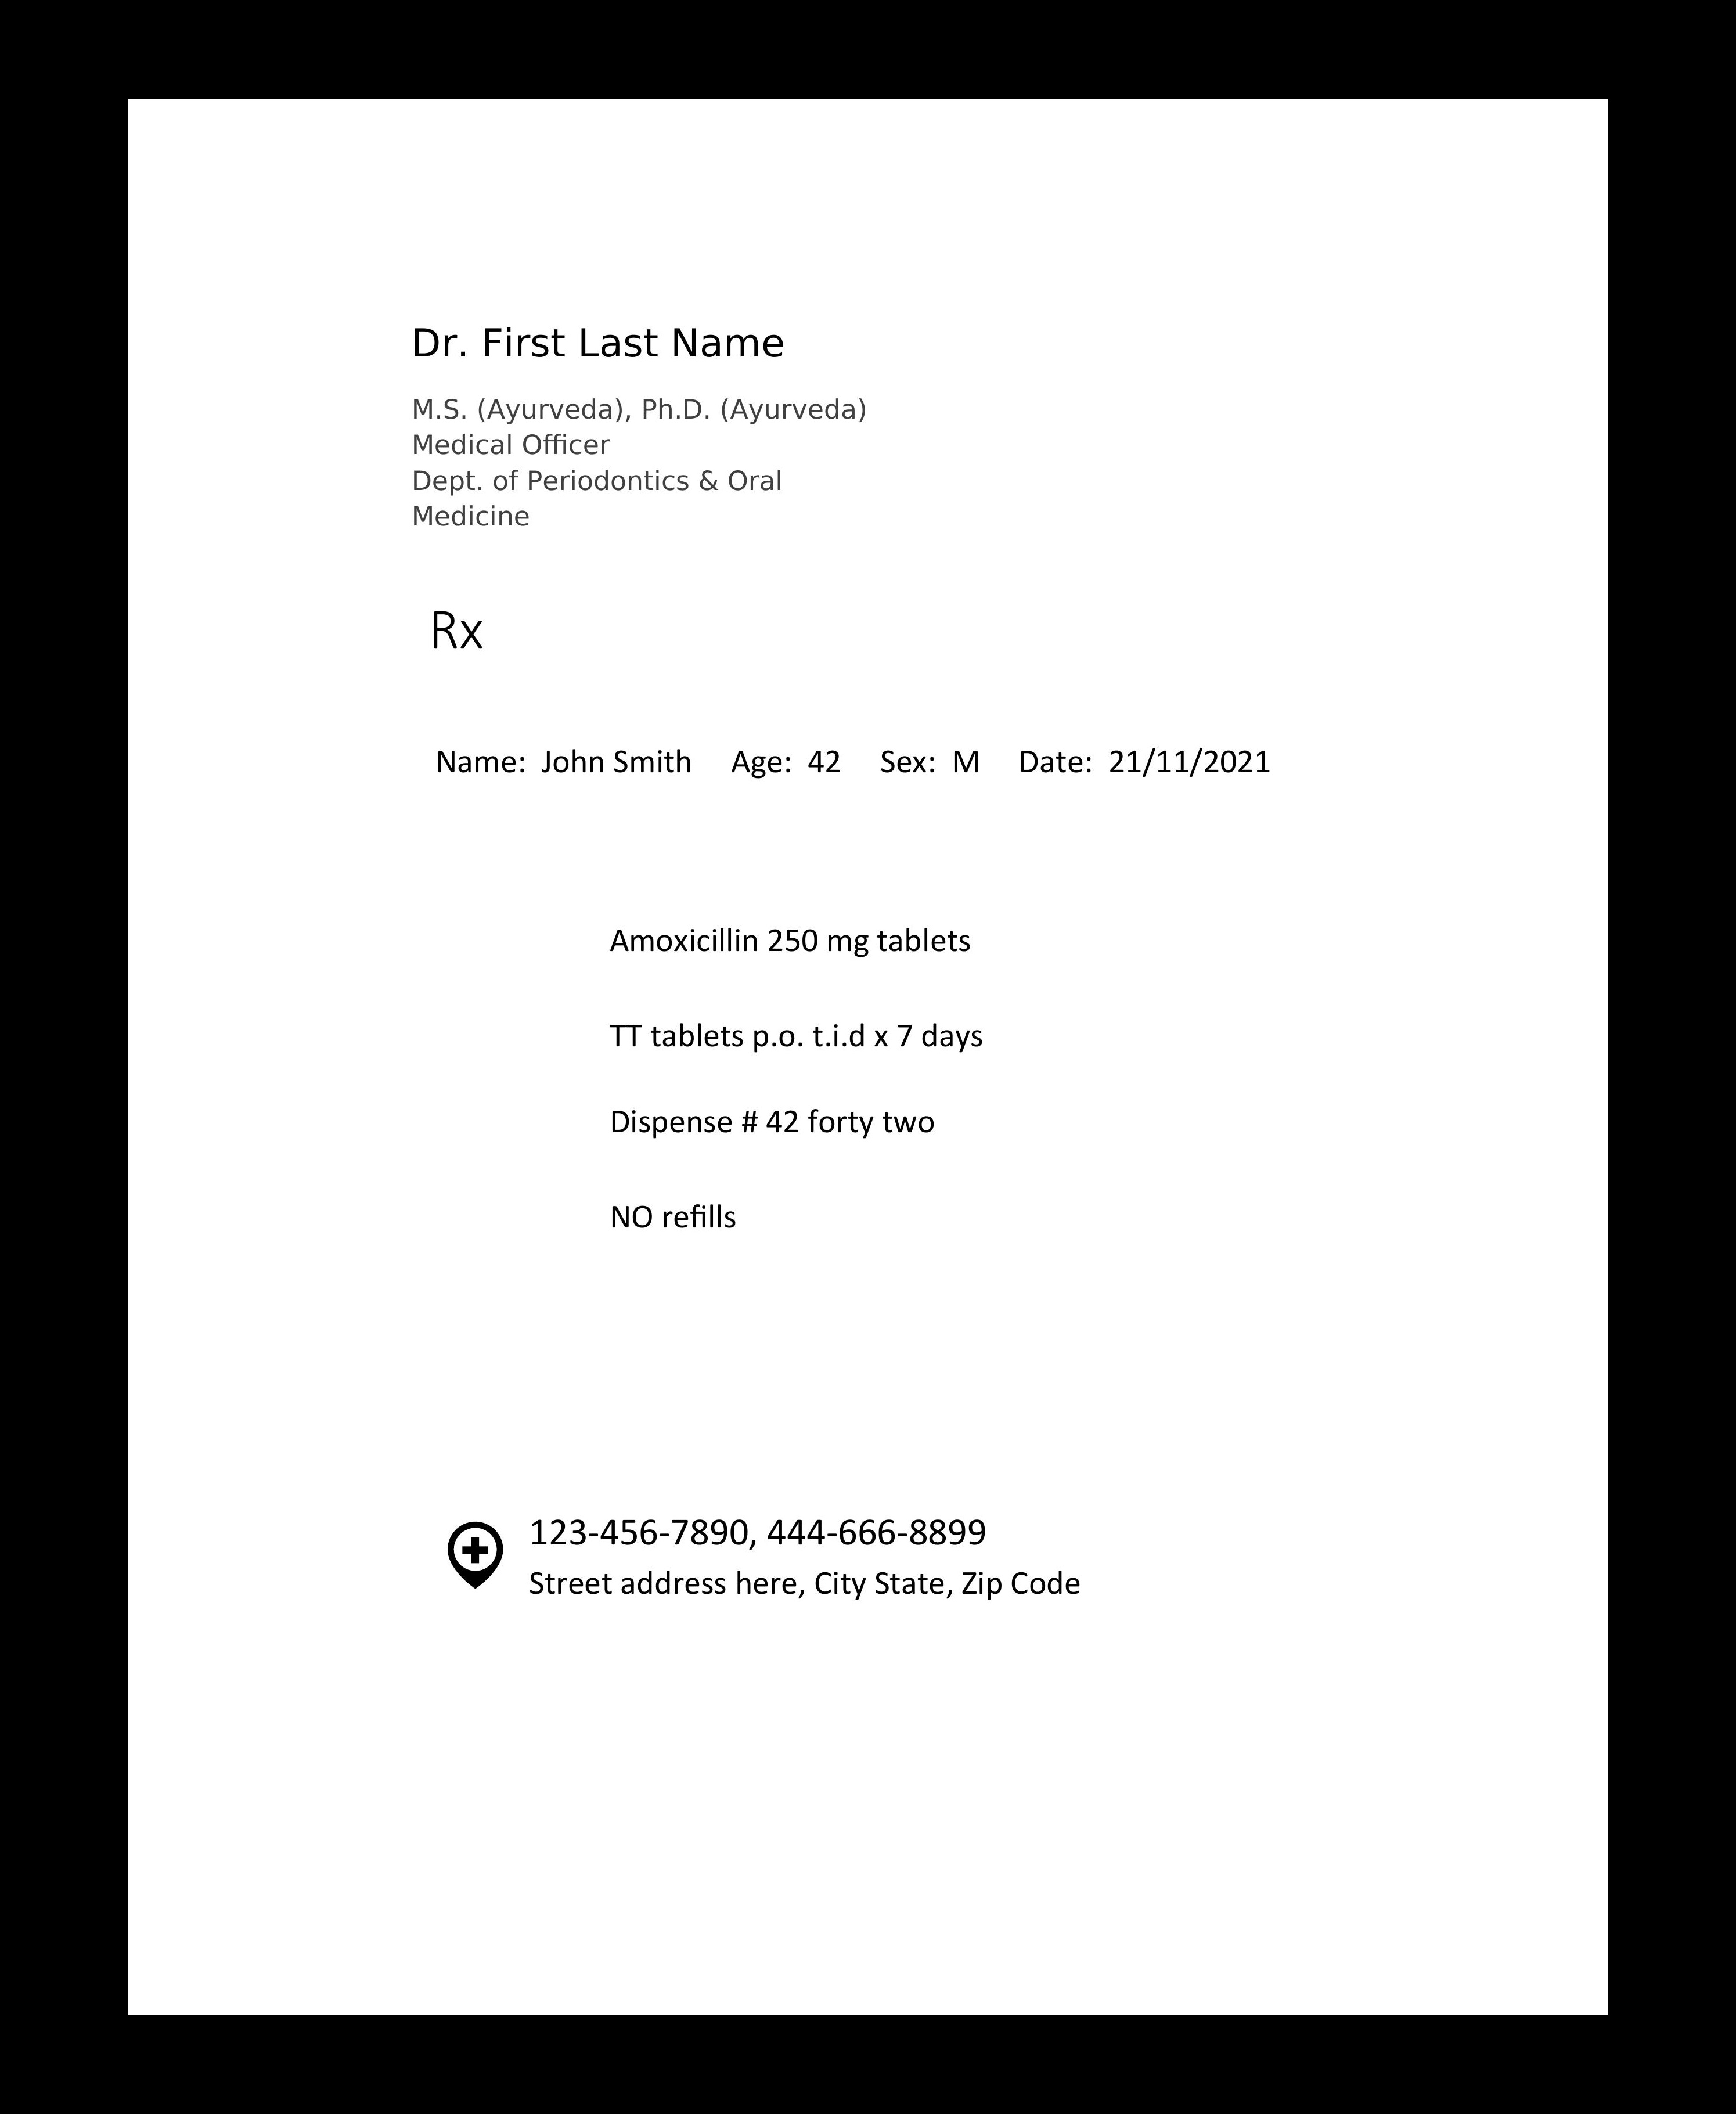 Dr. First Last Name
M.S. (Ayurveda), Ph.D. (Ayurveda)
Medical Officer
Dept. of Periodontics & Oral
Medicine
Rx
Name: John Smith Age: 42 Sex: M Date: 21/11/2021
Amoxicillin 250 mg tablets
TT tablets p.o. t.i.d x 7 days
Dispense # 42 forty two
NO refills
123-456-7890, 444-666-8899
Street address here, City State, Zip Code